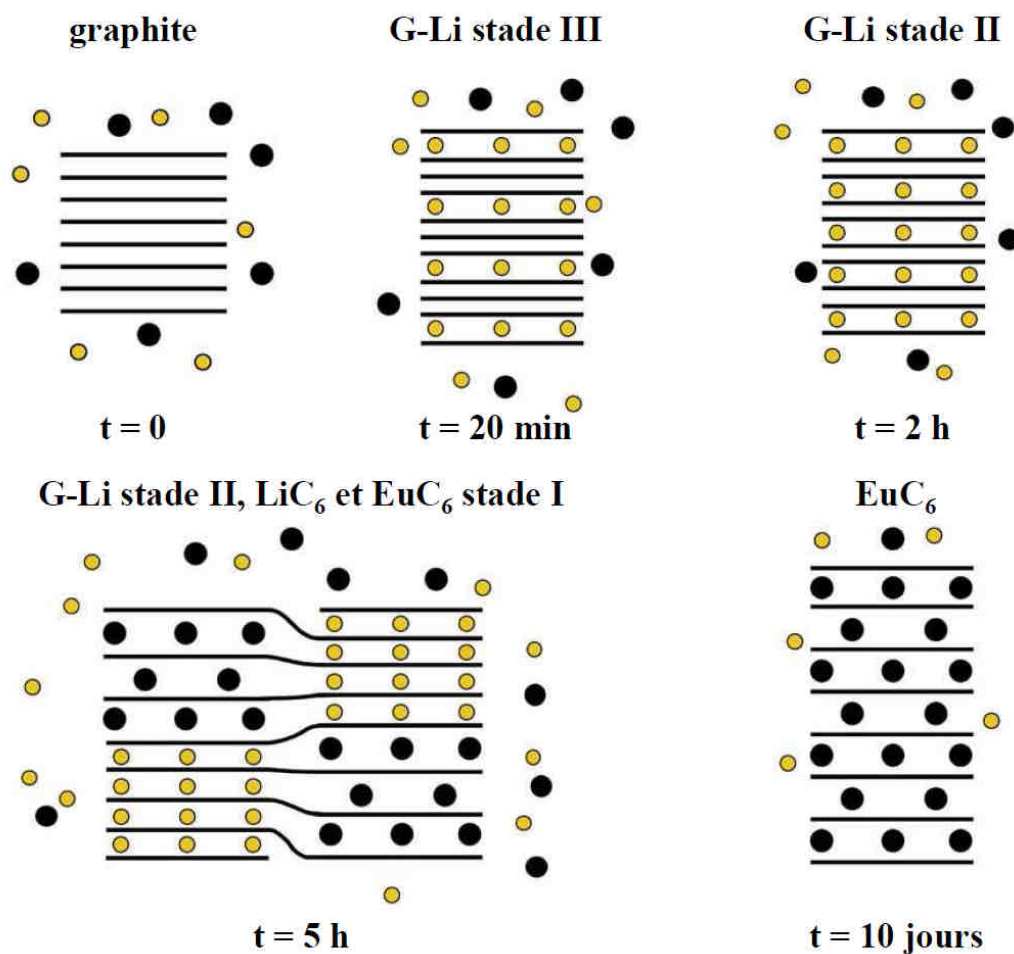 graphite
G-Li stade III
G-Li stade II
t = 0
t = 20 min
t = 2 h
G-Li stade II, LiC₆ et EuC₆ stade I
EuC₆
t = 5 h
t = 10 jours